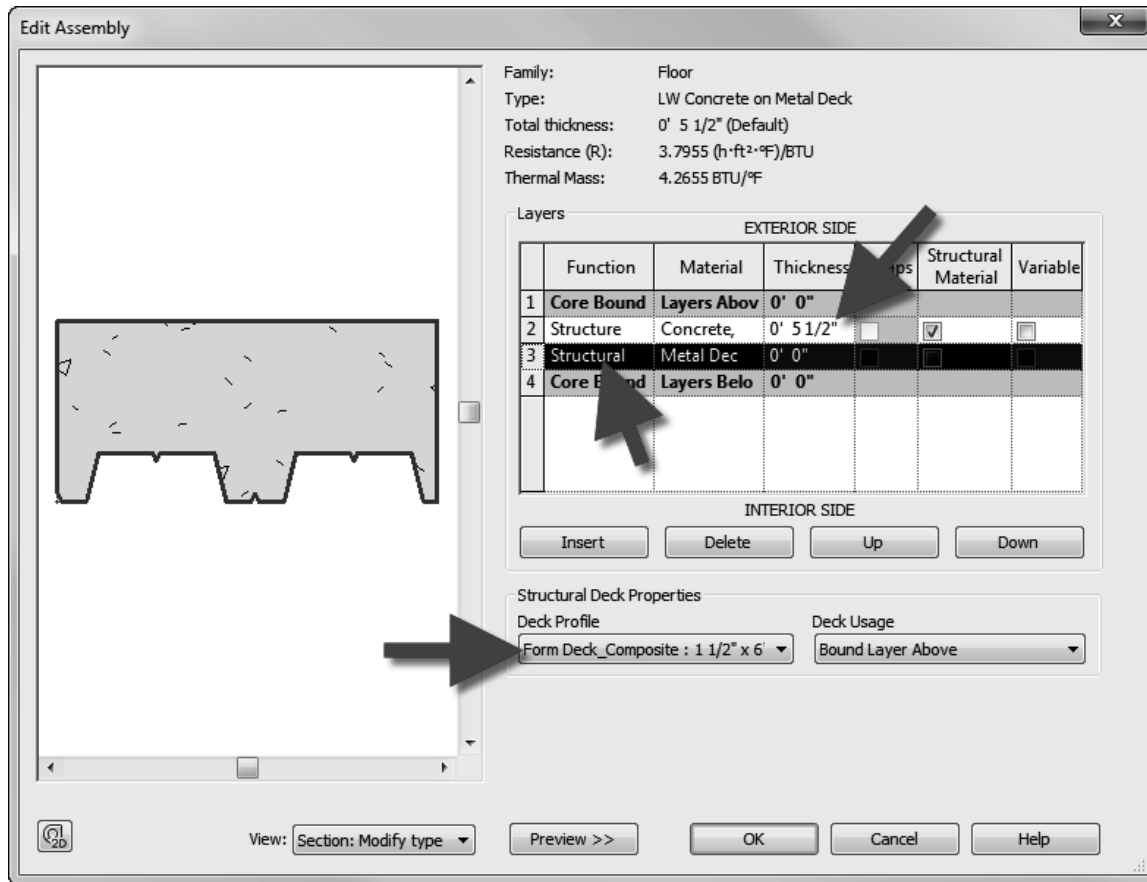 Edit Assembly
x
Family: Floor
Type: LW Concrete on Metal Deck
Total thickness: 0' 5 1/2" (Default)
Resistance (R): 3.7955 (h·ft²·°F)/BTU
Thermal Mass: 4.2655 BTU/°F
Layers
EXTERIOR SIDE
Function Material Thickness Structural Material Variable
1 Core Bound Layers Abov 0' 0"
2 Structure Concrete, 0' 5 1/2"
3 Structural Metal Dec 0' 0"
4 Core Layers Belo 0' 0"
INTERIOR SIDE
Insert Delete Up Down
Structural Deck Properties
Deck Profile Deck Usage
Form Deck_Composite : 1 1/2" x 6' Bound Layer Above
2D View: Section: Modify type Preview >> OK Cancel Help